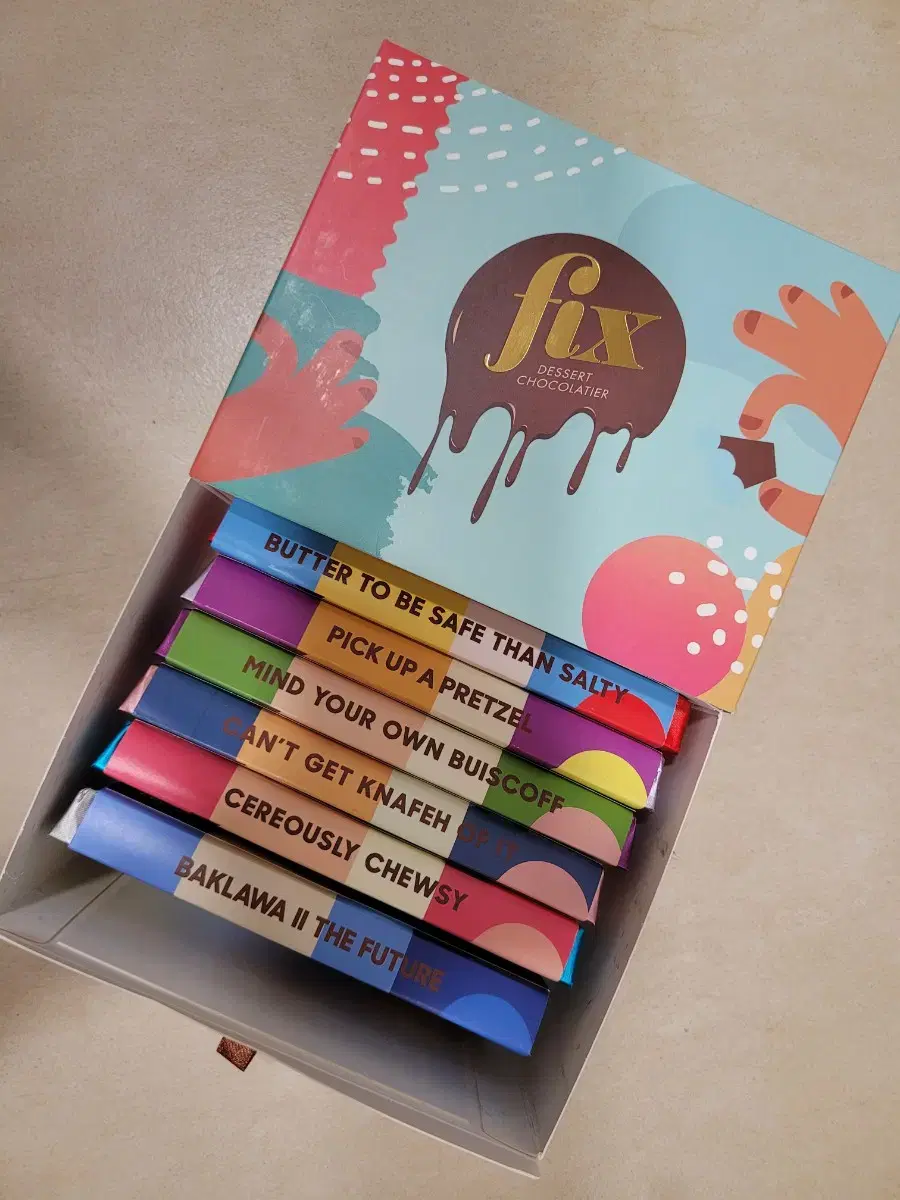 fix
DESSERT
CHOCOLATIER
BUTTER TO BE SAFE THAN SALTY
PICK UP A PRETZEL
MIND YOUR OWN BUISCOFF
CAN'T GET KNAFEH OF IT
CEREOUSLY CHEWSY
BAKLAWA II THE FUTURE